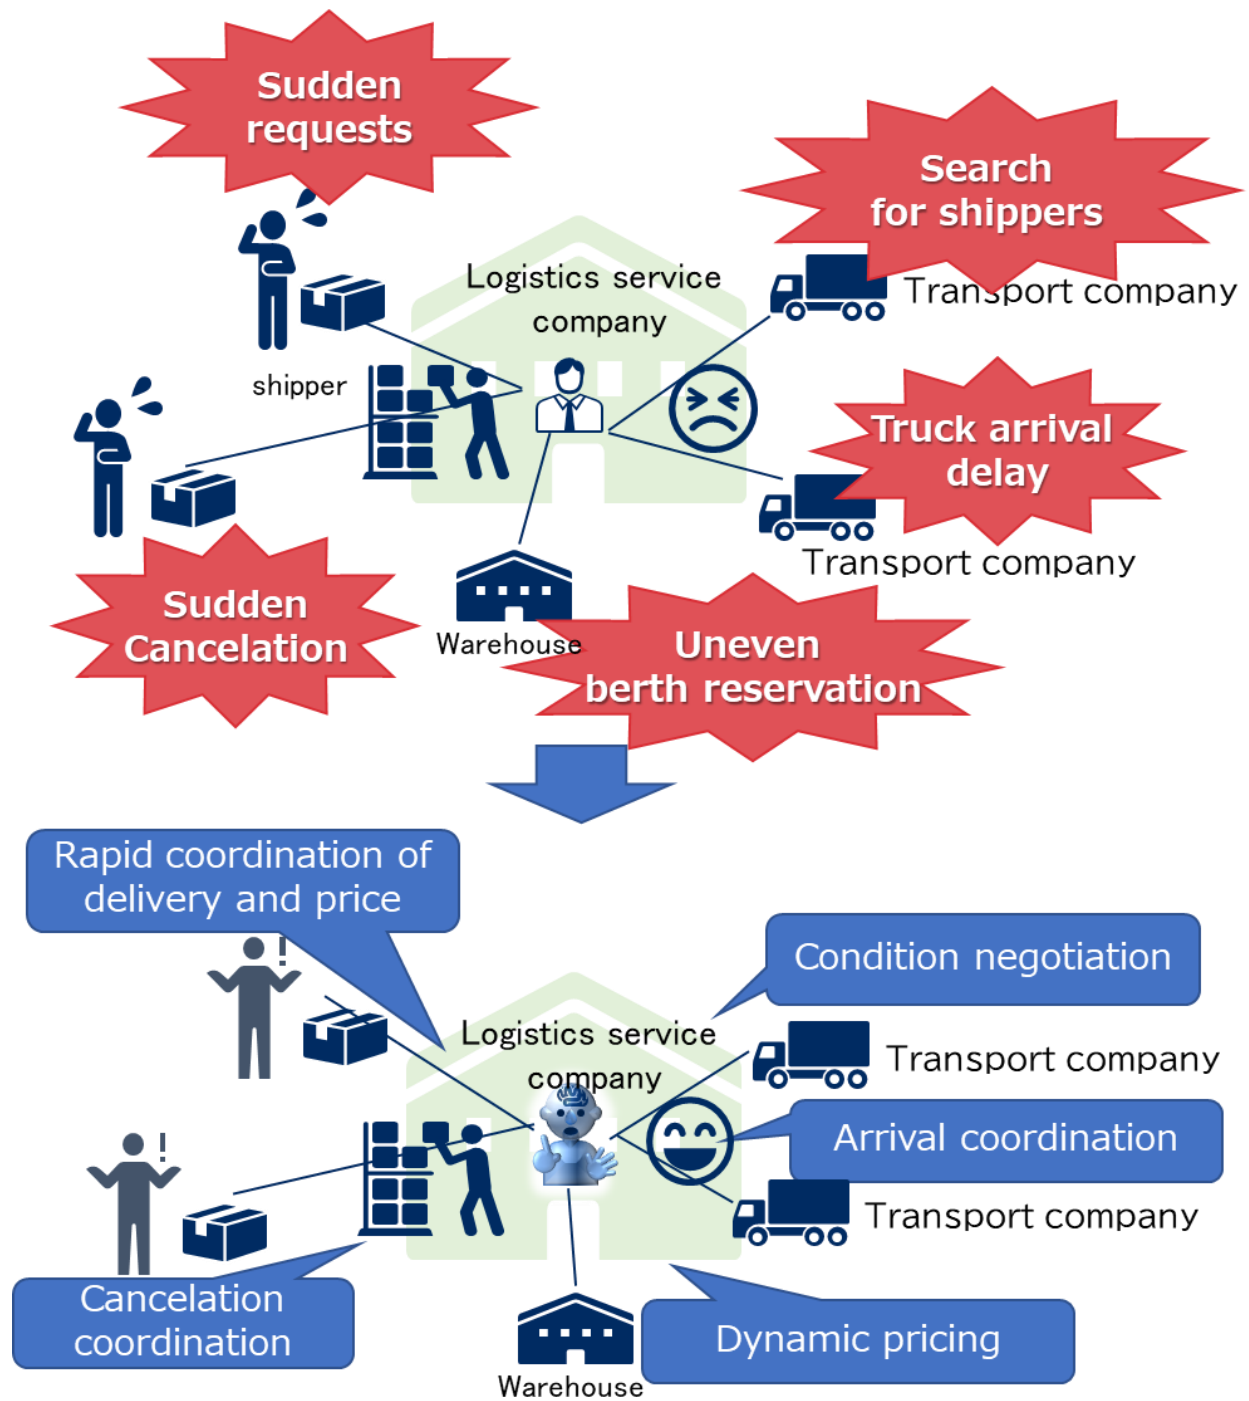 Sudden
requests
Search
for shippers
Logistics service
company
Transport company
shipper
Truck arrival
delay
Transport company
Sudden
Cancelation
Warehouse
Uneven
berth reservation
Rapid coordination of
delivery and price
Condition negotiation
Logistics service
company
Transport company
Arrival coordination
Transport company
Cancelation
coordination
Dynamic pricing
Warehouse